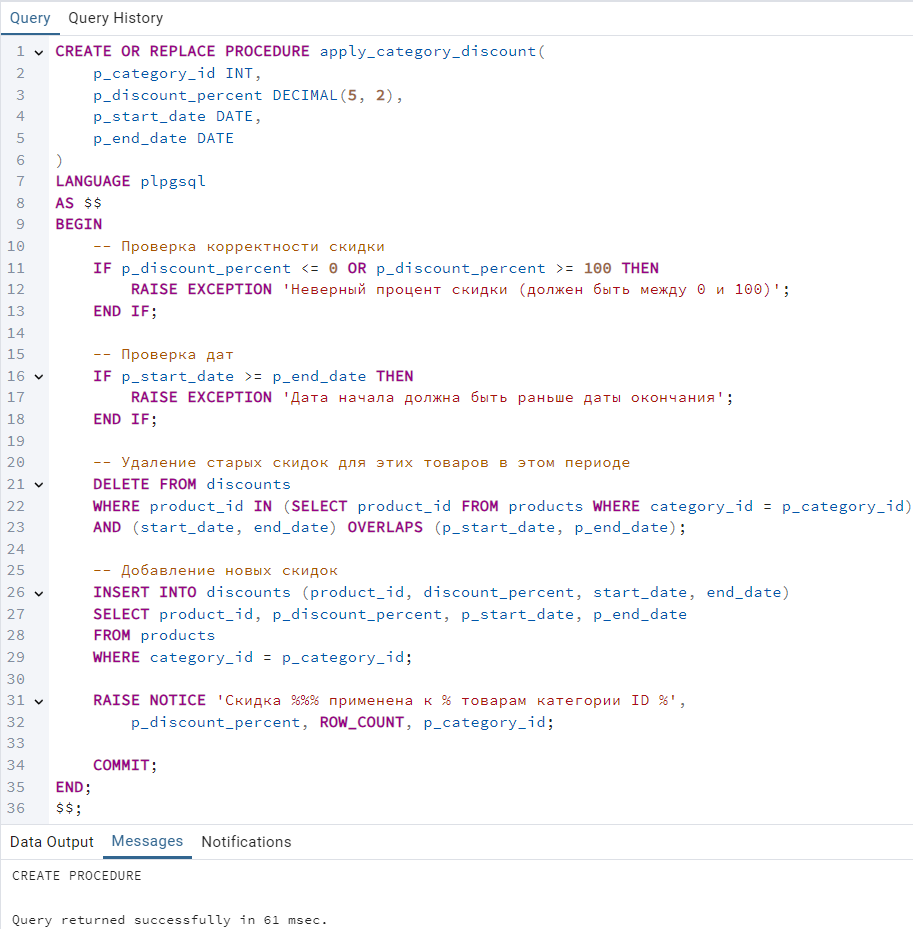 Query Query History
1 CREATE OR REPLACE PROCEDURE apply_category_discount(
2 p_category_id INT,
3 p_discount_percent DECIMAL(5, 2),
4 p_start_date DATE,
5 p_end_date DATE
6 )
7 LANGUAGE plpgsql
8 AS $$
9 BEGIN
10 -- Проверка корректности скидки
11 IF p_discount_percent <= 0 OR p_discount_percent >= 100 THEN
12 RAISE EXCEPTION 'Неверный процент скидки (должен быть между 0 и 100)';
13 END IF;
14
15 -- Проверка дат
16 IF p_start_date >= p_end_date THEN
17 RAISE EXCEPTION 'Дата начала должна быть раньше даты окончания';
18 END IF;
19
20 -- Удаление старых скидок для этих товаров в этом периоде
21 DELETE FROM discounts
22 WHERE product_id IN (SELECT product_id FROM products WHERE category_id = p_category_id)
23 AND (start_date, end_date) OVERLAPS (p_start_date, p_end_date);
24
25 -- Добавление новых скидок
26 INSERT INTO discounts (product_id, discount_percent, start_date, end_date)
27 SELECT product_id, p_discount_percent, p_start_date, p_end_date
28 FROM products
29 WHERE category_id = p_category_id;
30
31 RAISE NOTICE 'Скидка %%% применена к % товарам категории ID %',
32 p_discount_percent, ROW_COUNT, p_category_id;
33
34 COMMIT;
35 END;
36 $$;
Data Output Messages Notifications
CREATE PROCEDURE
Query returned successfully in 61 msec.